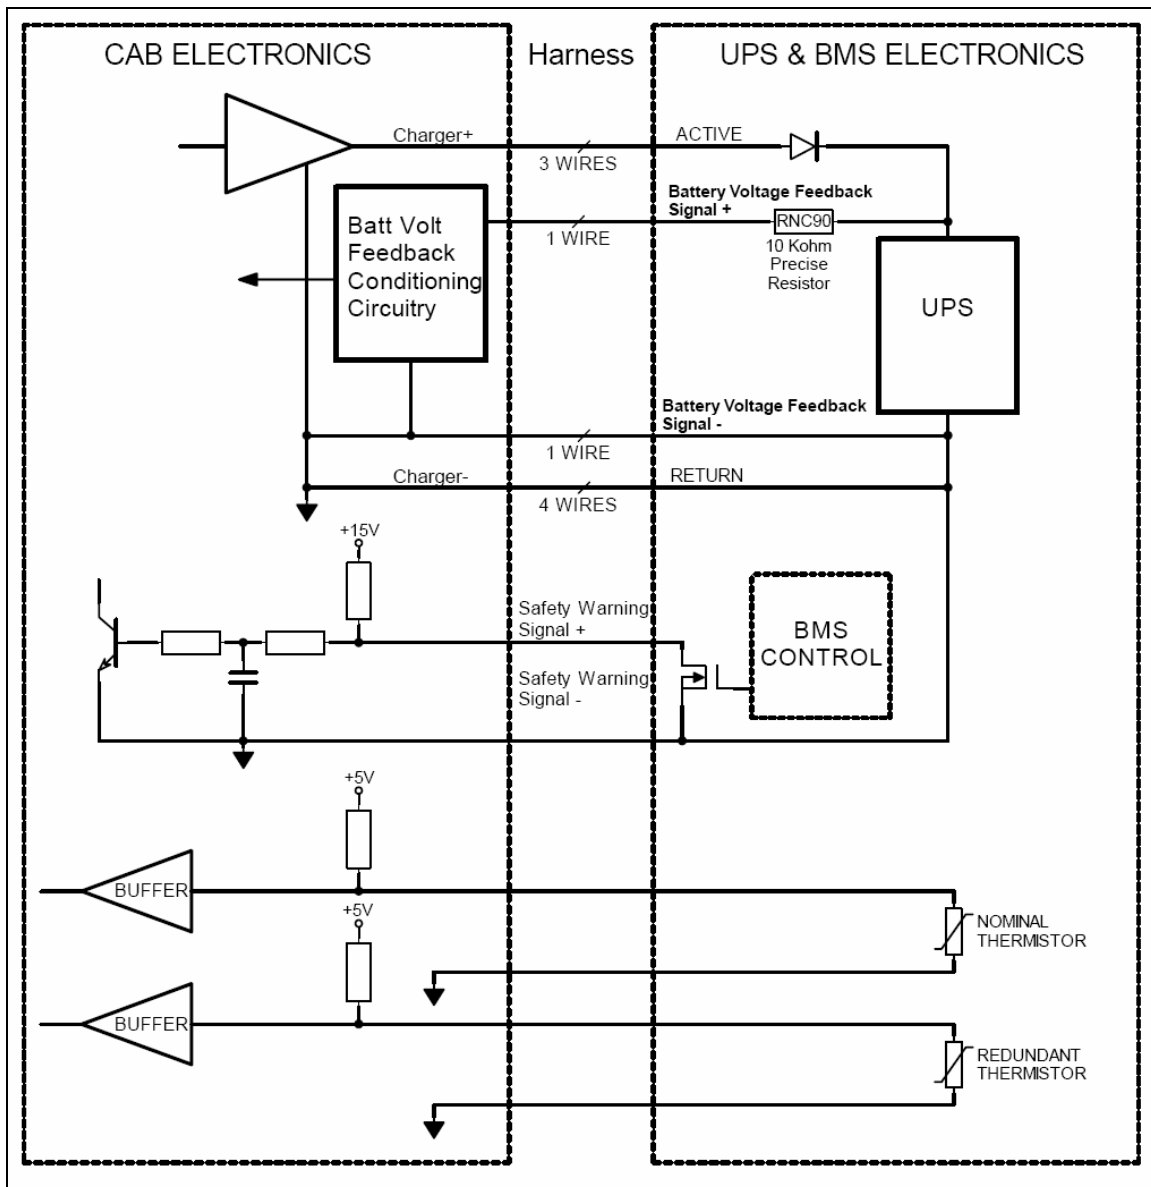 CAB ELECTRONICS
Harness
UPS & BMS ELECTRONICS
Charger+
3 WIRES
ACTIVE
Batt Volt
Feedback
Conditioning
Circuitry
1 WIRE
Battery Voltage Feedback
Signal +
RNC90
10 Kohm
Precise
Resistor
UPS
Battery Voltage Feedback
Signal -
1 WIRE
Charger-
4 WIRES
RETURN
+15V
Safety Warning
Signal +
Safety Warning
Signal -
BMS
CONTROL
+5V
BUFFER
NOMINAL
THERMISTOR
+5V
BUFFER
REDUNDANT
THERMISTOR